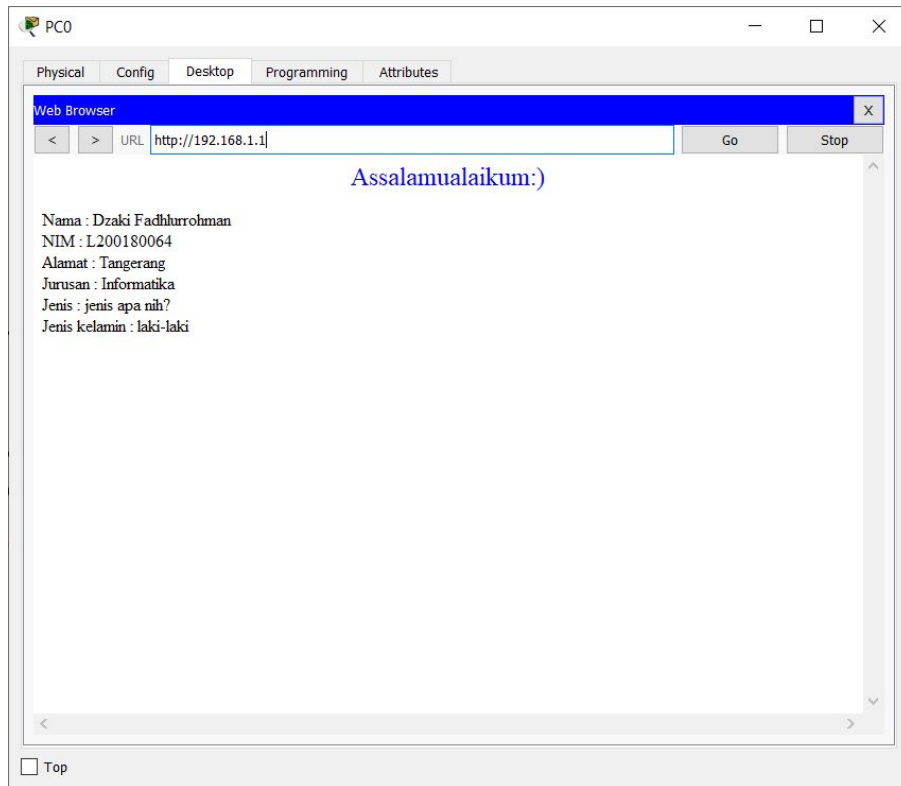 PC0
Physical Config Desktop Programming Attributes
Web Browser
X
< > URL http://192.168.1.1 Go Stop
Assalamualaikum:)
Nama : Dzaki Fadhlurrohman
NIM : L200180064
Alamat : Tangerang
Jurusan : Informatika
Jenis : jenis apa nih?
Jenis kelamin : laki-laki
Top